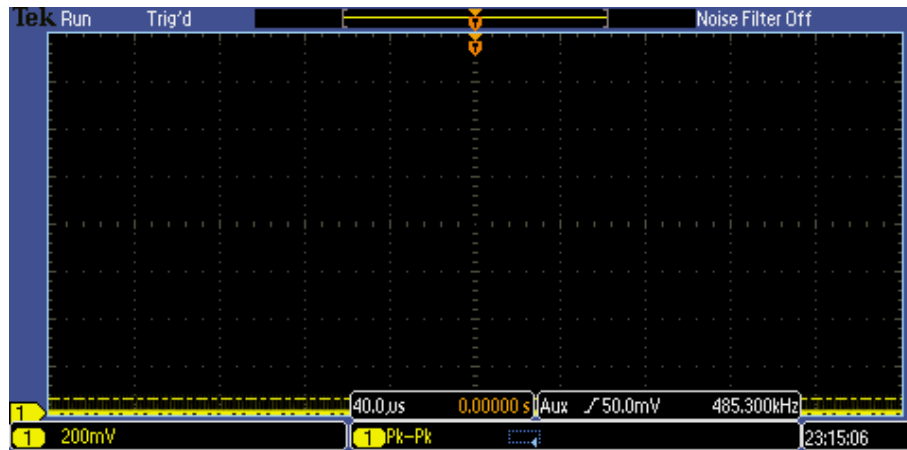 Tek Run Trig'd Noise Filter Off
T
T
1 40.0µs 0.00000 s Aux 50.0mV 485.300kHz
1 200mV 1 Pk-Pk 23:15:06